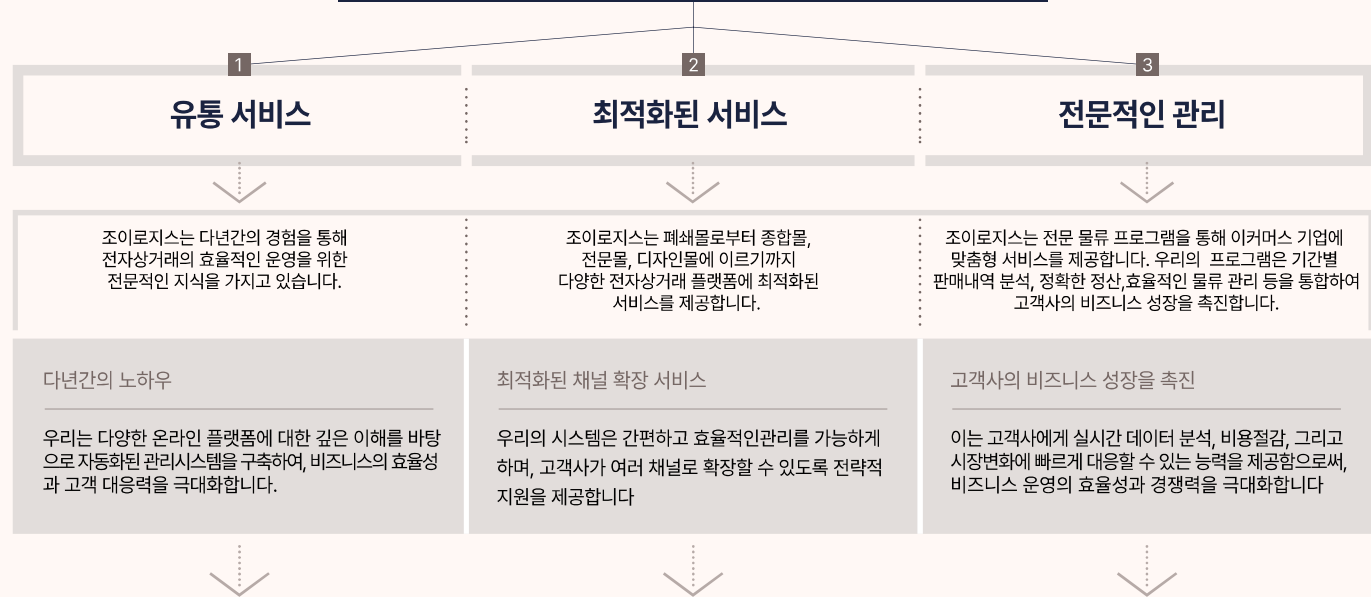 1
유통 서비스
조이로지스는 다년간의 경험을 통해
전자상거래의 효율적인 운영을 위한
전문적인 지식을 가지고 있습니다.
다년간의 노하우
우리는 다양한 온라인 플랫폼에 대한 깊은 이해를 바탕
으로 자동화된 관리시스템을 구축하여, 비즈니스의 효율성
과 고객 대응력을 극대화합니다.
2
최적화된 서비스
조이로지스는 폐쇄몰로부터 종합몰,
전문몰, 디자인몰에 이르기까지
다양한 전자상거래 플랫폼에 최적화된
서비스를 제공합니다.
최적화된 채널 확장 서비스
우리의 시스템은 간편하고 효율적인관리를 가능하게
하며, 고객사가 여러 채널로 확장할 수 있도록 전략적
지원을 제공합니다
3
전문적인 관리
조이로지스는 전문 물류 프로그램을 통해 이커머스 기업에
맞춤형 서비스를 제공합니다. 우리의 프로그램은 기간별
판매내역 분석, 정확한 정산,효율적인 물류 관리 등을 통합하여
고객사의 비즈니스 성장을 촉진합니다.
고객사의 비즈니스 성장을 촉진
이는 고객사에게 실시간 데이터 분석, 비용절감, 그리고
시장변화에 빠르게 대응할 수 있는 능력을 제공함으로써,
비즈니스 운영의 효율성과 경쟁력을 극대화합니다